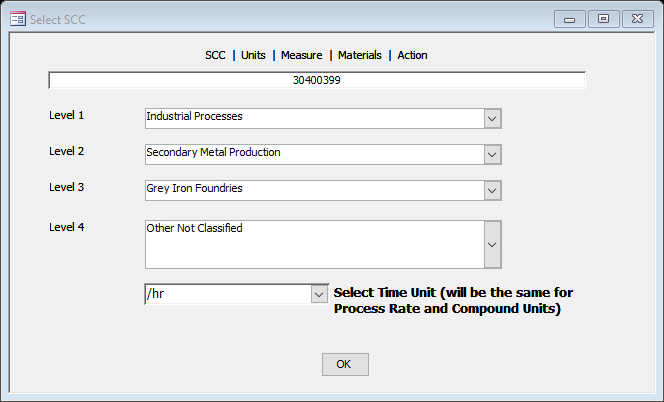 Select SCC
SCC | Units | Measure | Materials | Action
30400399
Level 1 Industrial Processes
Level 2 Secondary Metal Production
Level 3 Grey Iron Foundries
Level 4 Other Not Classified
/hr Select Time Unit (will be the same for
Process Rate and Compound Units)
OK